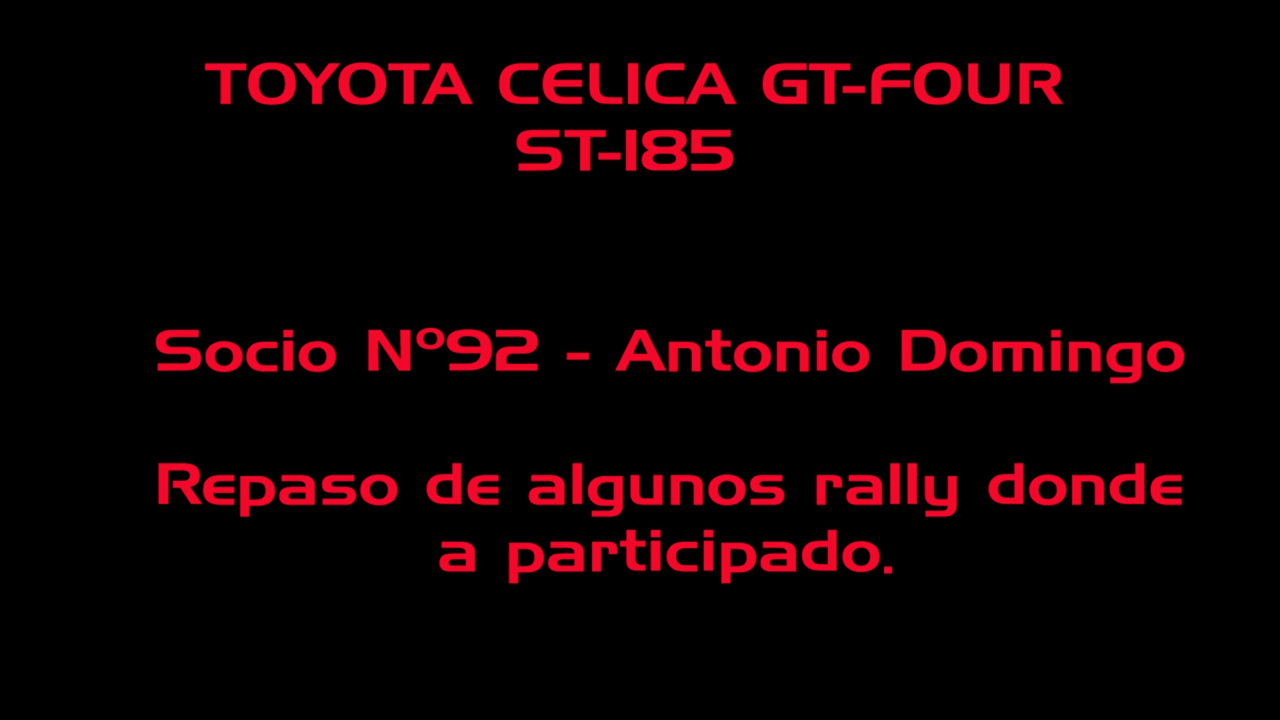 TOYOTA CELICA GT-FOUR
ST-185
Socio Nº92 - Antonio Domingo
Repaso de algunos rally donde
a participado.